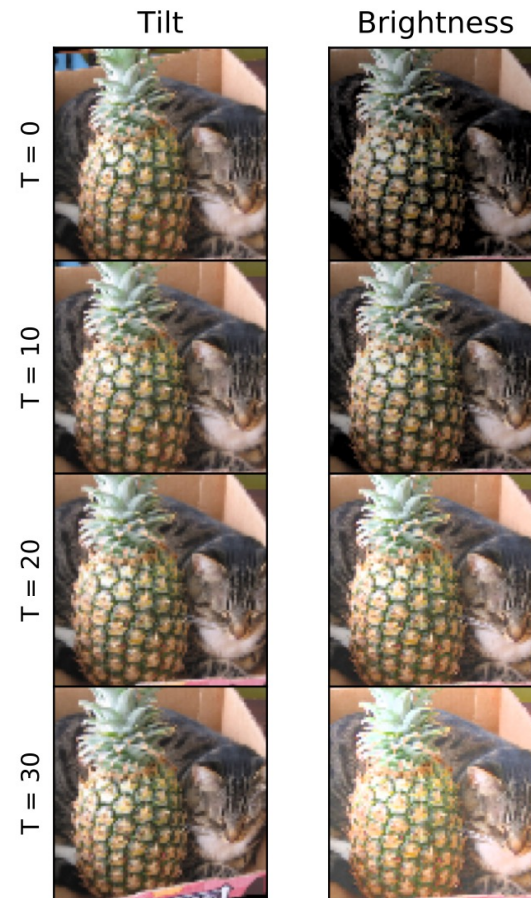 Tilt Brightness
T = 0
T = 10
T = 20
T = 30